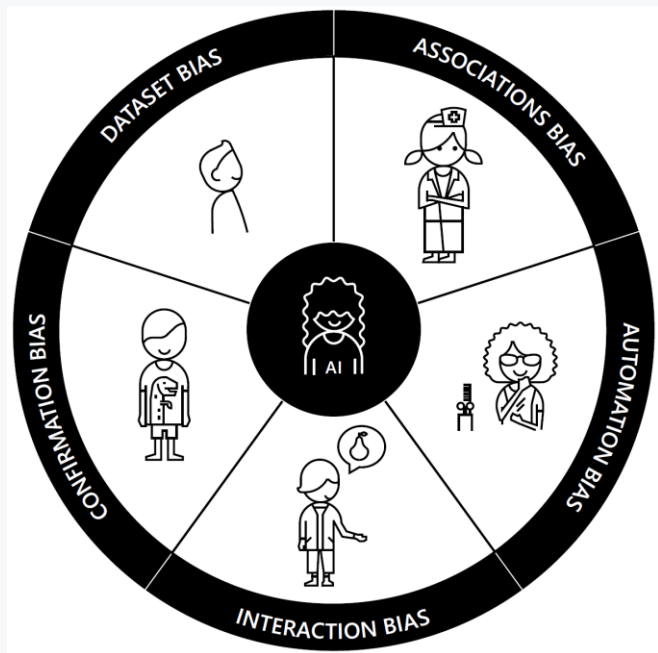 DATASET BIAS
ASSOCIATIONS BIAS
AUTOMATION BIAS
INTERACTION BIAS
CONFIRMATION BIAS
AI